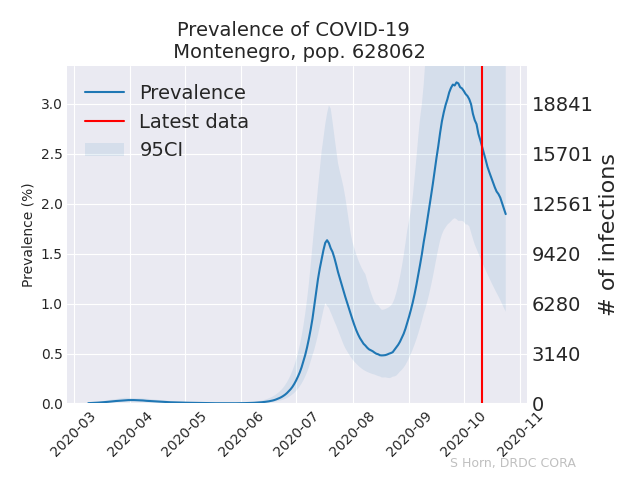 Prevalence of COVID-19
Montenegro, pop. 628062
Prevalence
Latest data
95CI
Prevalence (%)
3.0
2.5
2.0
1.5
1.0
0.5
0.0
18841
15701
12561
9420
6280
3140
0
# of infections
2020-03
2020-04
2020-05
2020-06
2020-07
2020-08
2020-09
2020-10
2020-11
S Horn, DRDC CORA